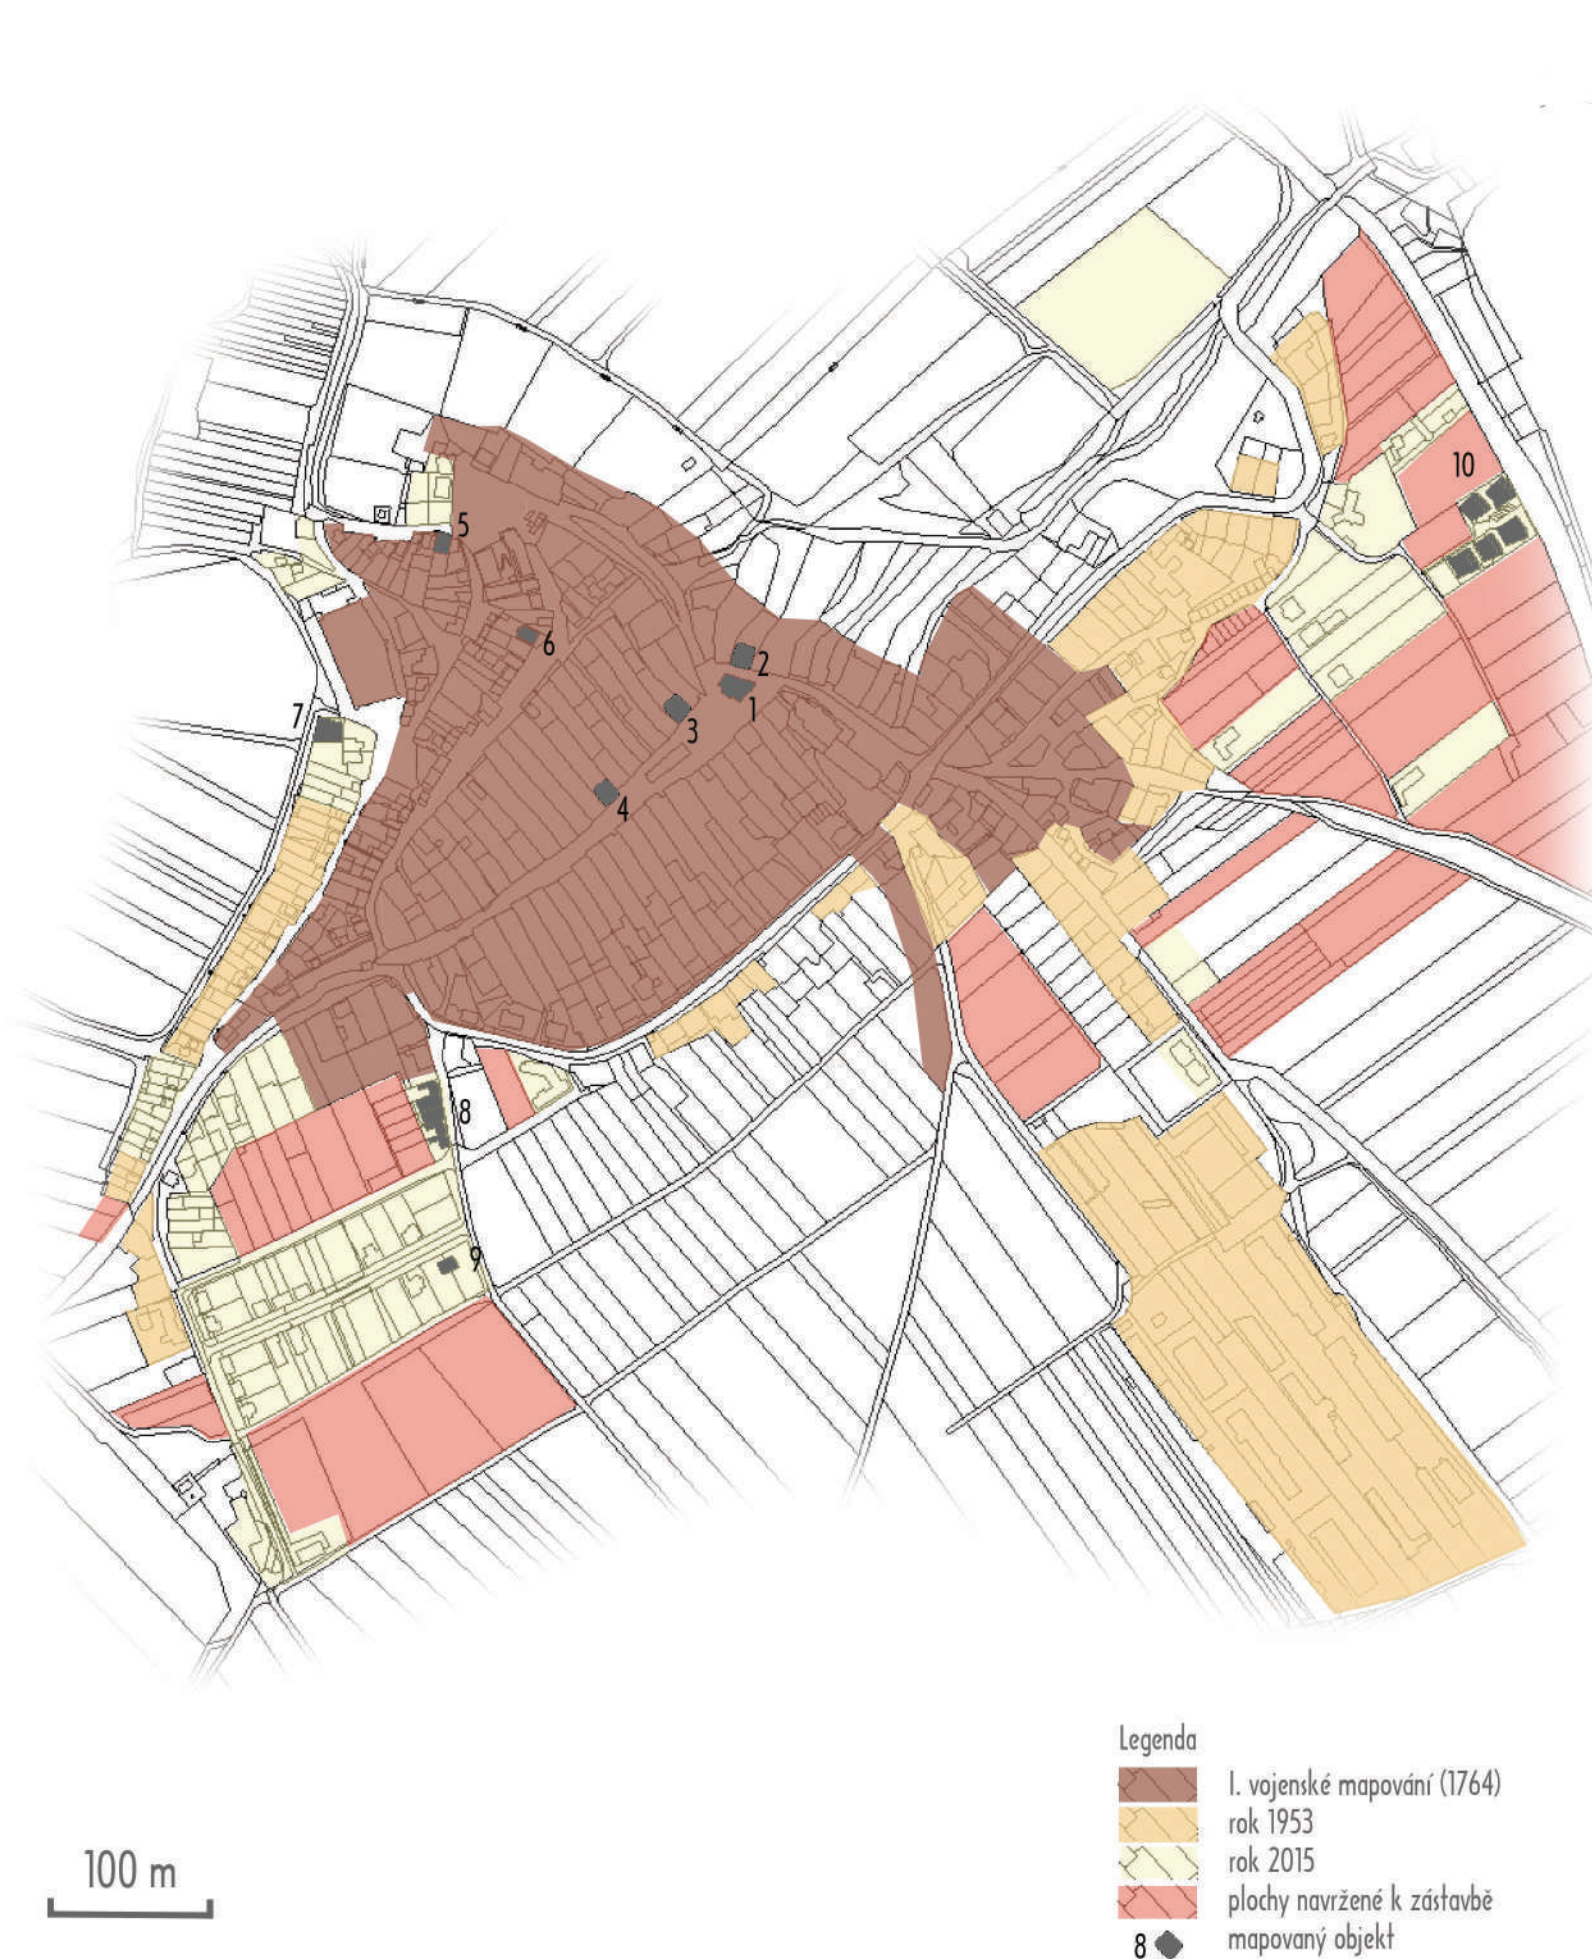 10
5
6
2
1
7
3
4
8
9
Legenda
I. vojenské mapování (1764)
rok 1953
rok 2015
100 m
plochy navržené k zástavbě
8 mapovaný objekt